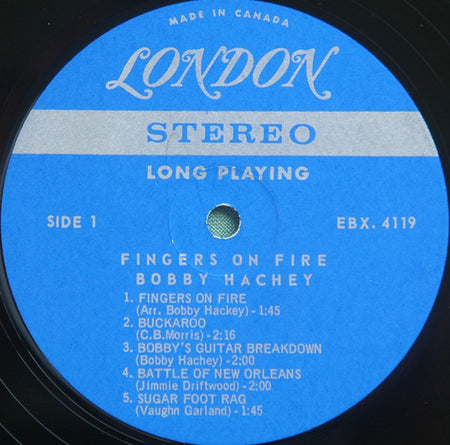 MADE IN CANADA
LONDON
STEREO
LONG PLAYING
SIDE 1
EBX. 4119
FINGERS ON FIRE
BOBBY HACHEY
1. FINGERS ON FIRE
(Arr. Bobby Hackey) - 1:45
2. BUCKAROO
(C.B.Morris) - 2:16
3. BOBBY'S GUITAR BREAKDOWN
(Bobby Hachey) - 2:00
4. BATTLE OF NEW ORLEANS
(Jimmie Driftwood) - 2:00
5. SUGAR FOOT RAG
(Vaughn Garland) - 1:45